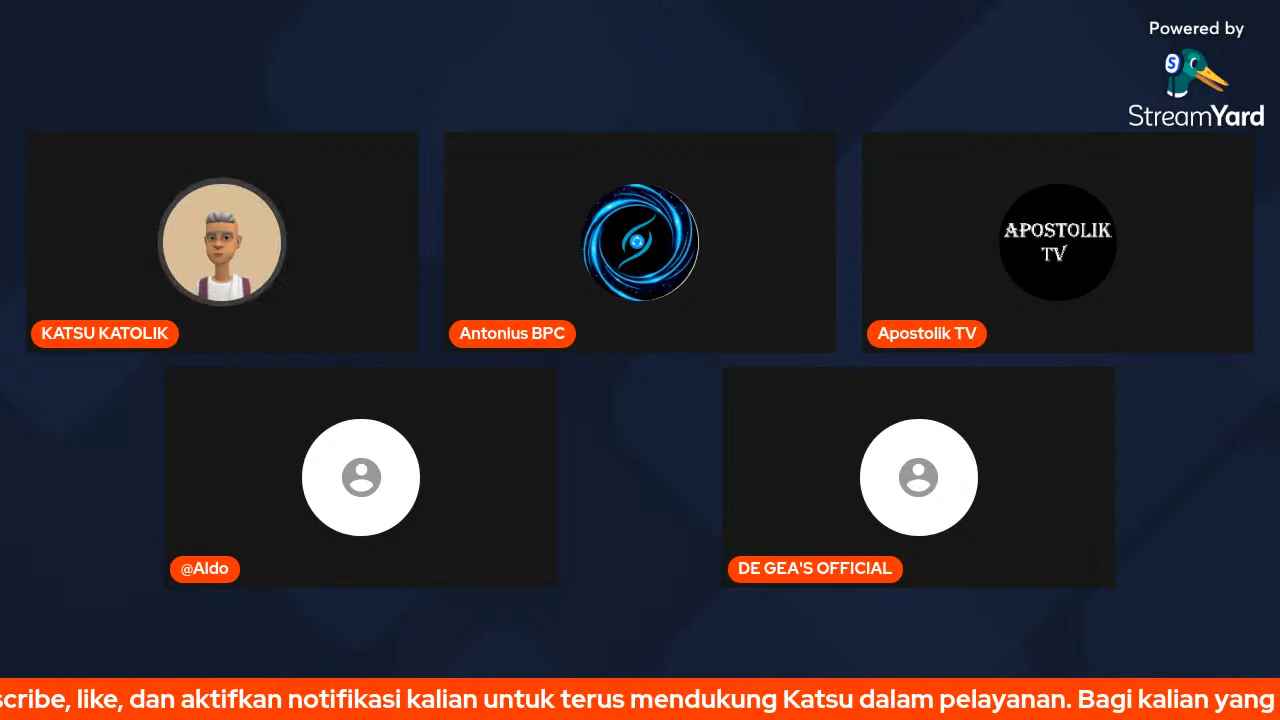 Powered by
S
StreamYard
KATSU KATOLIK
Antonius BPC
APOSTOLIK
TV
Apostolik TV
@Aldo
DE GEA'S OFFICIAL
scribe, like, dan aktifkan notifikasi kalian untuk terus mendukung Katsu dalam pelayanan. Bagi kalian yang